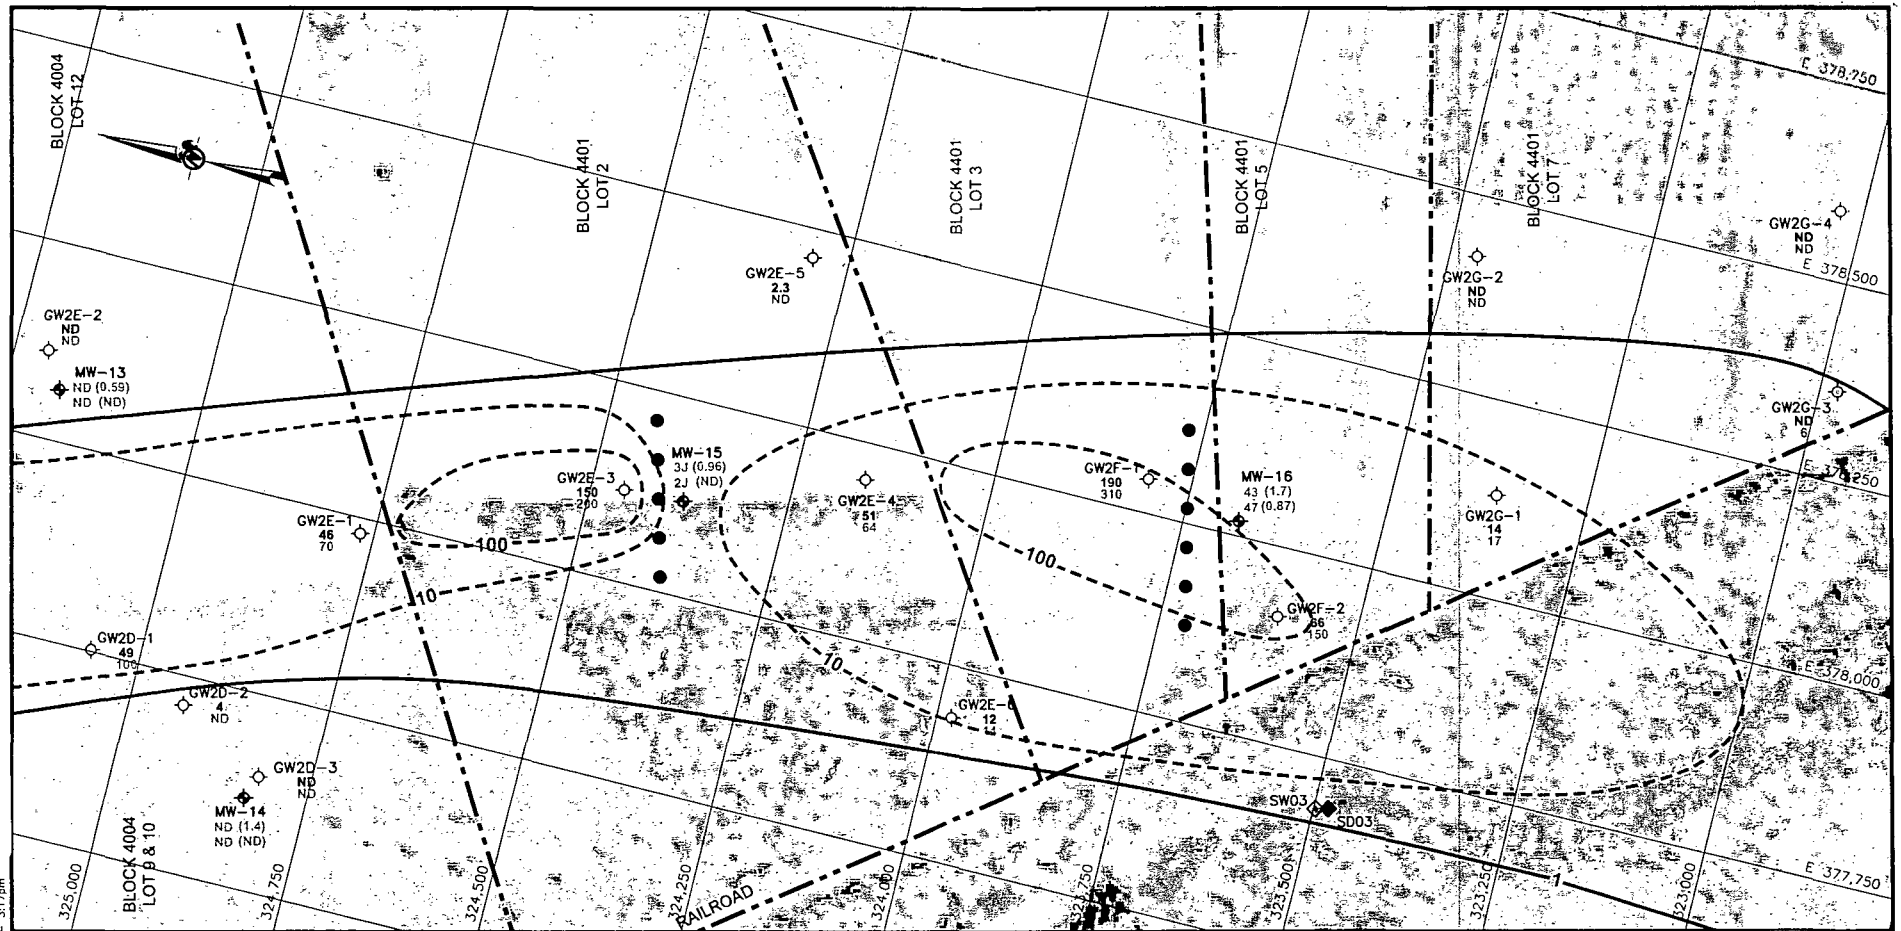 BLOCK 4004
LOT 12
BLOCK 4401
LOT 2
BLOCK 4401
LOT 3
BLOCK 4401
LOT 5
BLOCK 4401
LOT 7
E 378,750
N
GW2G-4
ND
ND
E 378,500
GW2E-5
2.3
ND
GW2G-2
ND
ND
GW2E-2
ND
ND
MW-13
ND (0.59)
ND (ND)
GW2G-3
ND
6
E 378,250
GW2E-3
150
200
MW-15
3J (0.96)
2J (ND)
GW2E-4
51
64
GW2F-1
190
310
MW-16
43 (1.7)
47 (0.87)
GW2G-1
14
17
GW2E-1
46
70
100
100
10
GW2F-2
66
150
GW2D-1
49
100
10
E 378,000
GW2D-2
4
ND
GW2E-6
12
GW2D-3
ND
ND
MW-14
ND (1.4)
ND (ND)
SW03
SD03
BLOCK 4004
LOT 9 & 10
E 377,750
1
RAILROAD
325,000
324,750
324,500
324,250
324,000
323,750
323,500
323,250
323,000